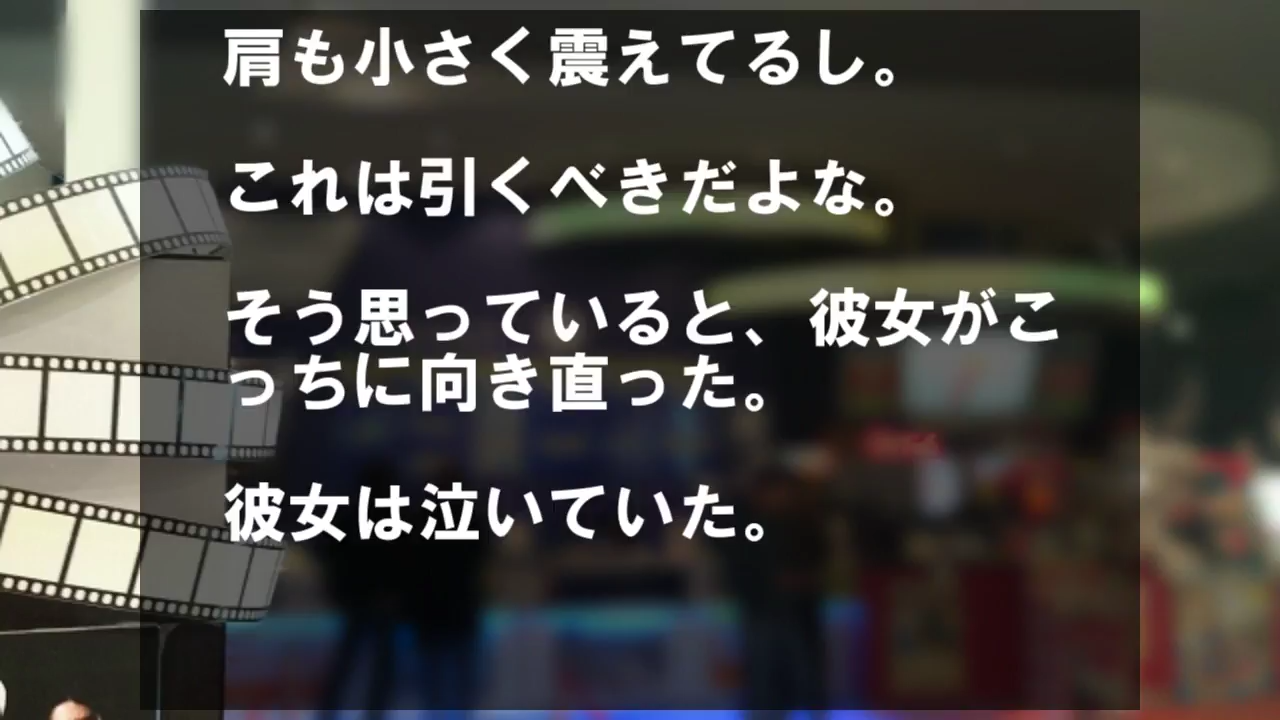 肩も小さく震えてるし。
これは引くべきだよな。
そう思っていると、彼女がこ
っちに向き直った。
彼女は泣いていた。